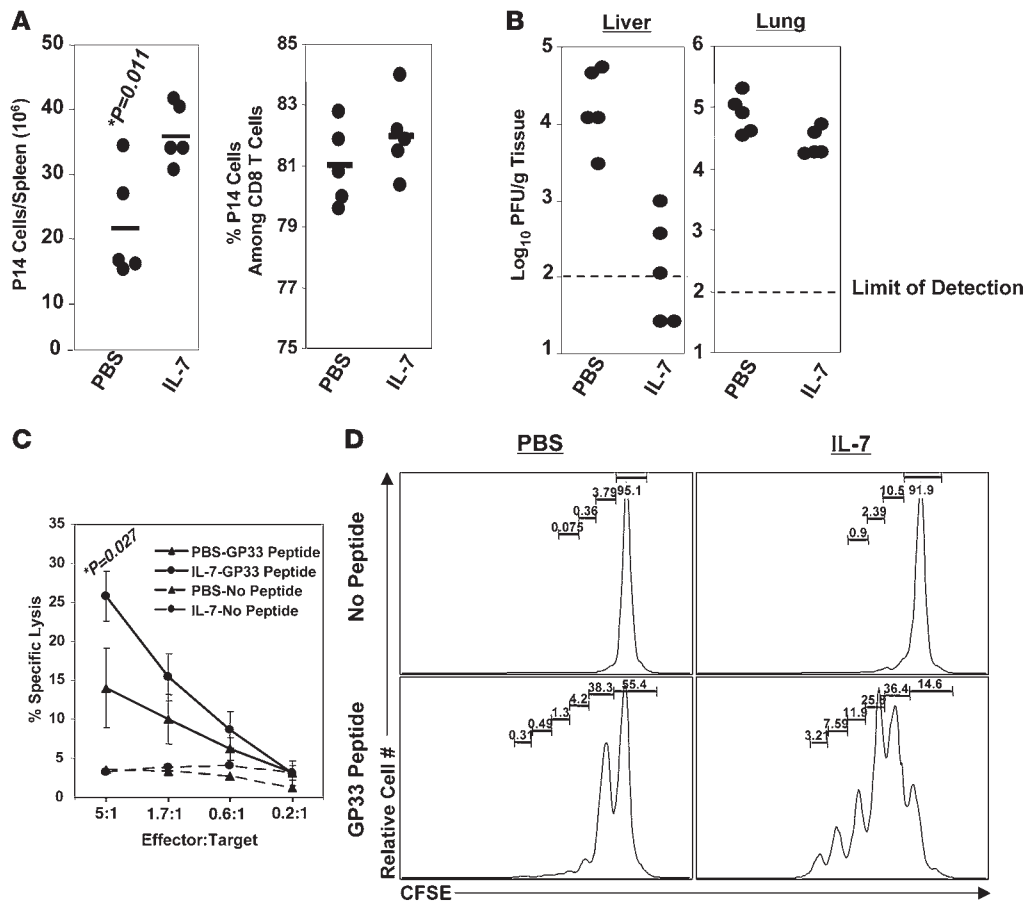 A
P14 Cells/Spleen (10⁶)
50
40
30
20
10
0
*P=0.011
PBS
IL-7
% P14 Cells
Among CD8 T Cells
85
83
81
79
77
75
PBS
IL-7
B
Liver
Lung
Log₁₀ PFU/g Tissue
5
4
3
2
1
PBS
IL-7
6
5
4
3
2
1
PBS
IL-7
Limit of Detection
C
% Specific Lysis
35
30
25
20
15
10
5
0
*P=0.027
PBS-GP33 Peptide
IL-7-GP33 Peptide
PBS-No Peptide
IL-7-No Peptide
5:1
1.7:1
0.6:1
0.2:1
Effector:Target
D
PBS
IL-7
No Peptide
GP33 Peptide
Relative Cell #
0.075
0.36
3.79
95.1
0.9
2.39
10.5
91.9
0.31
0.49
1.3
4.2
38.3
55.4
3.21
7.59
11.9
36.4
14.6
CFSE